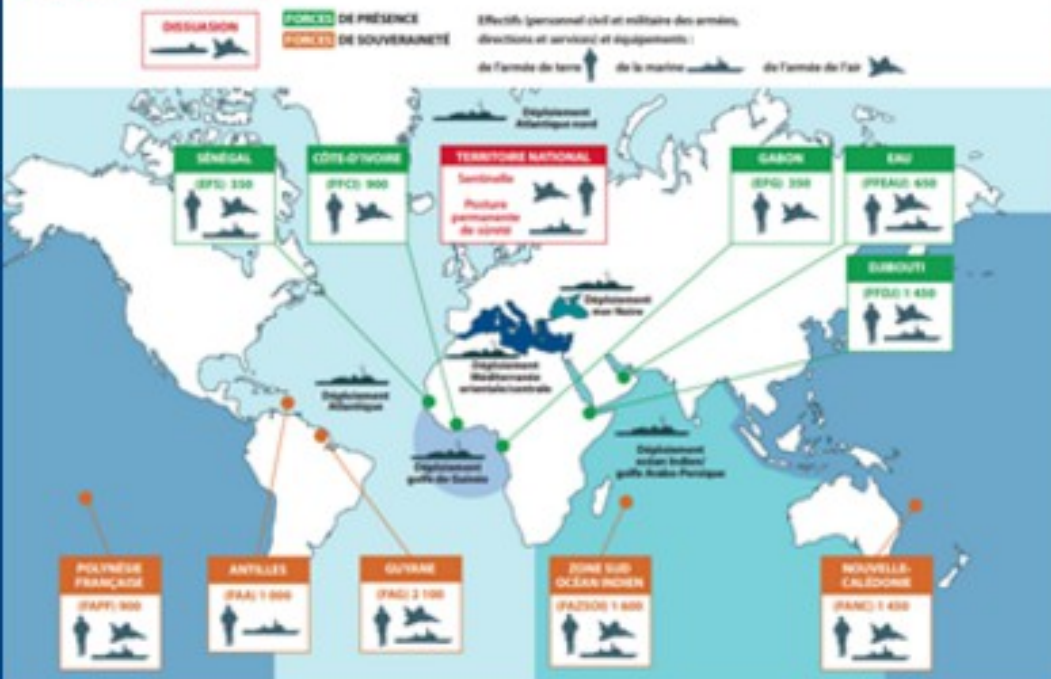 DISSUASION
FORCES DE PRÉSENCE
FORCES DE SOUVERAINETÉ
Effectifs (personnel civil et militaire des armées,
directions et services) et équipements :
de l'armée de terre de la marine de l'armée de l'air
Déploiement
Atlantique nord
SÉNÉGAL
(EFS) 350
CÔTE-D'IVOIRE
(FFCI) 900
TERRITOIRE NATIONAL
Sentinelle
Posture
permanente
de sûreté
GABON
(EFG) 350
EAU
(FFEAU) 650
DJIBOUTI
(FFDJ) 1 450
Déploiement
mer Noire
Déploiement
Méditerranée
orientale/centrale
Déploiement
Atlantique
Déploiement
golfe de Guinée
Déploiement
océan Indien/
golfe Arabo-Persique
POLYNÉSIE
FRANÇAISE
(FAPF) 900
ANTILLES
(FAA) 1 000
GUYANE
(FAG) 2 100
ZONE SUD
OCÉAN INDIEN
(FAZSOI) 1 600
NOUVELLE-
CALÉDONIE
(FANC) 1 450